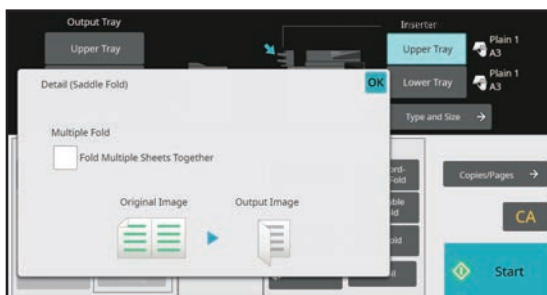 Output Tray
Upper Tray
Inserter
Upper Tray
Plain 1
A3
Lower Tray
Plain 1
A3
Type and Size
Detail (Saddle Fold)
OK
Multiple Fold
Fold Multiple Sheets Together
Original Image
Output Image
Copies/Pages
CA
Start